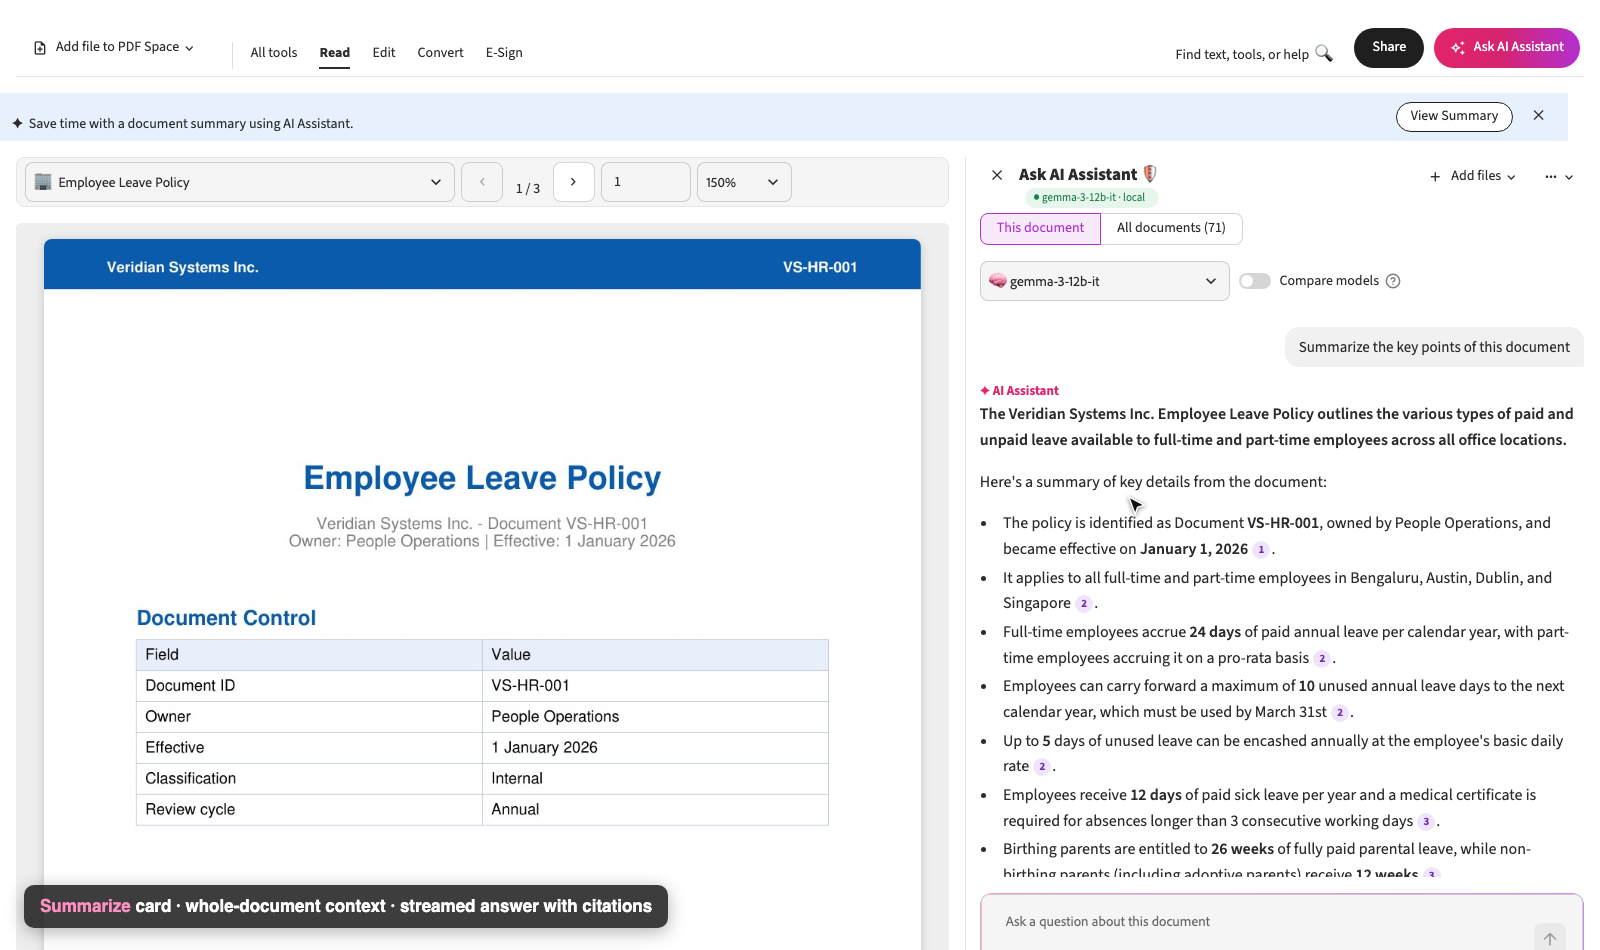 Add file to PDF Space
All tools
Read
Edit
Convert
E-Sign
Find text, tools, or help
Share
Ask AI Assistant
Save time with a document summary using AI Assistant.
View Summary
Employee Leave Policy
1 / 3
1
150%
Veridian Systems Inc.
VS-HR-001
Employee Leave Policy
Veridian Systems Inc. - Document VS-HR-001
Owner: People Operations | Effective: 1 January 2026
Document Control
Field Value
Document ID VS-HR-001
Owner People Operations
Effective 1 January 2026
Classification Internal
Review cycle Annual
Summarize card · whole-document context · streamed answer with citations
Ask AI Assistant
Add files
gemma-3-12b-it · local
This document
All documents (71)
gemma-3-12b-it
Compare models
Summarize the key points of this document
AI Assistant
The Veridian Systems Inc. Employee Leave Policy outlines the various types of paid and
unpaid leave available to full-time and part-time employees across all office locations.
Here's a summary of key details from the document:
• The policy is identified as Document VS-HR-001, owned by People Operations, and
became effective on January 1, 2026 1 .
• It applies to all full-time and part-time employees in Bengaluru, Austin, Dublin, and
Singapore 2 .
• Full-time employees accrue 24 days of paid annual leave per calendar year, with part-
time employees accruing it on a pro-rata basis 2 .
• Employees can carry forward a maximum of 10 unused annual leave days to the next
calendar year, which must be used by March 31st 2 .
• Up to 5 days of unused leave can be encashed annually at the employee's basic daily
rate 2 .
• Employees receive 12 days of paid sick leave per year and a medical certificate is
required for absences longer than 3 consecutive working days 3 .
• Birthing parents are entitled to 26 weeks of fully paid parental leave, while non-
birthing parents (including adoptive parents) receive 12 weeks 3
Ask a question about this document